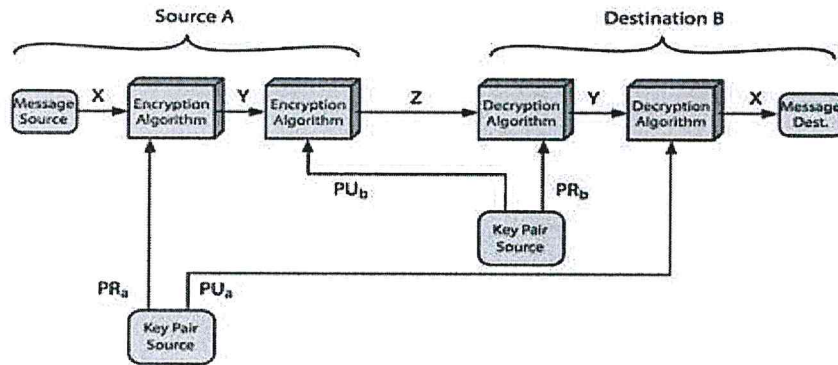 Source A
Destination B
Message
Source
X
Encryption
Algorithm
Y
Encryption
Algorithm
Z
Decryption
Algorithm
Y
Decryption
Algorithm
X
Message
Dest.
PUb
PRb
Key Pair
Source
PRa
PUa
Key Pair
Source